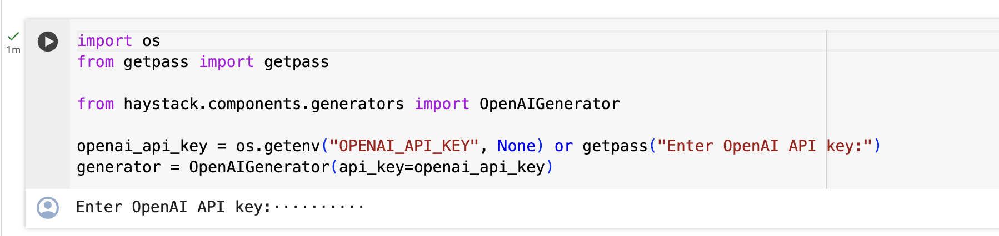 1m
import os
from getpass import getpass
from haystack.components.generators import OpenAIGenerator
openai_api_key = os.getenv("OPENAI_API_KEY", None) or getpass("Enter OpenAI API key:")
generator = OpenAIGenerator(api_key=openai_api_key)
Enter OpenAI API key:··········